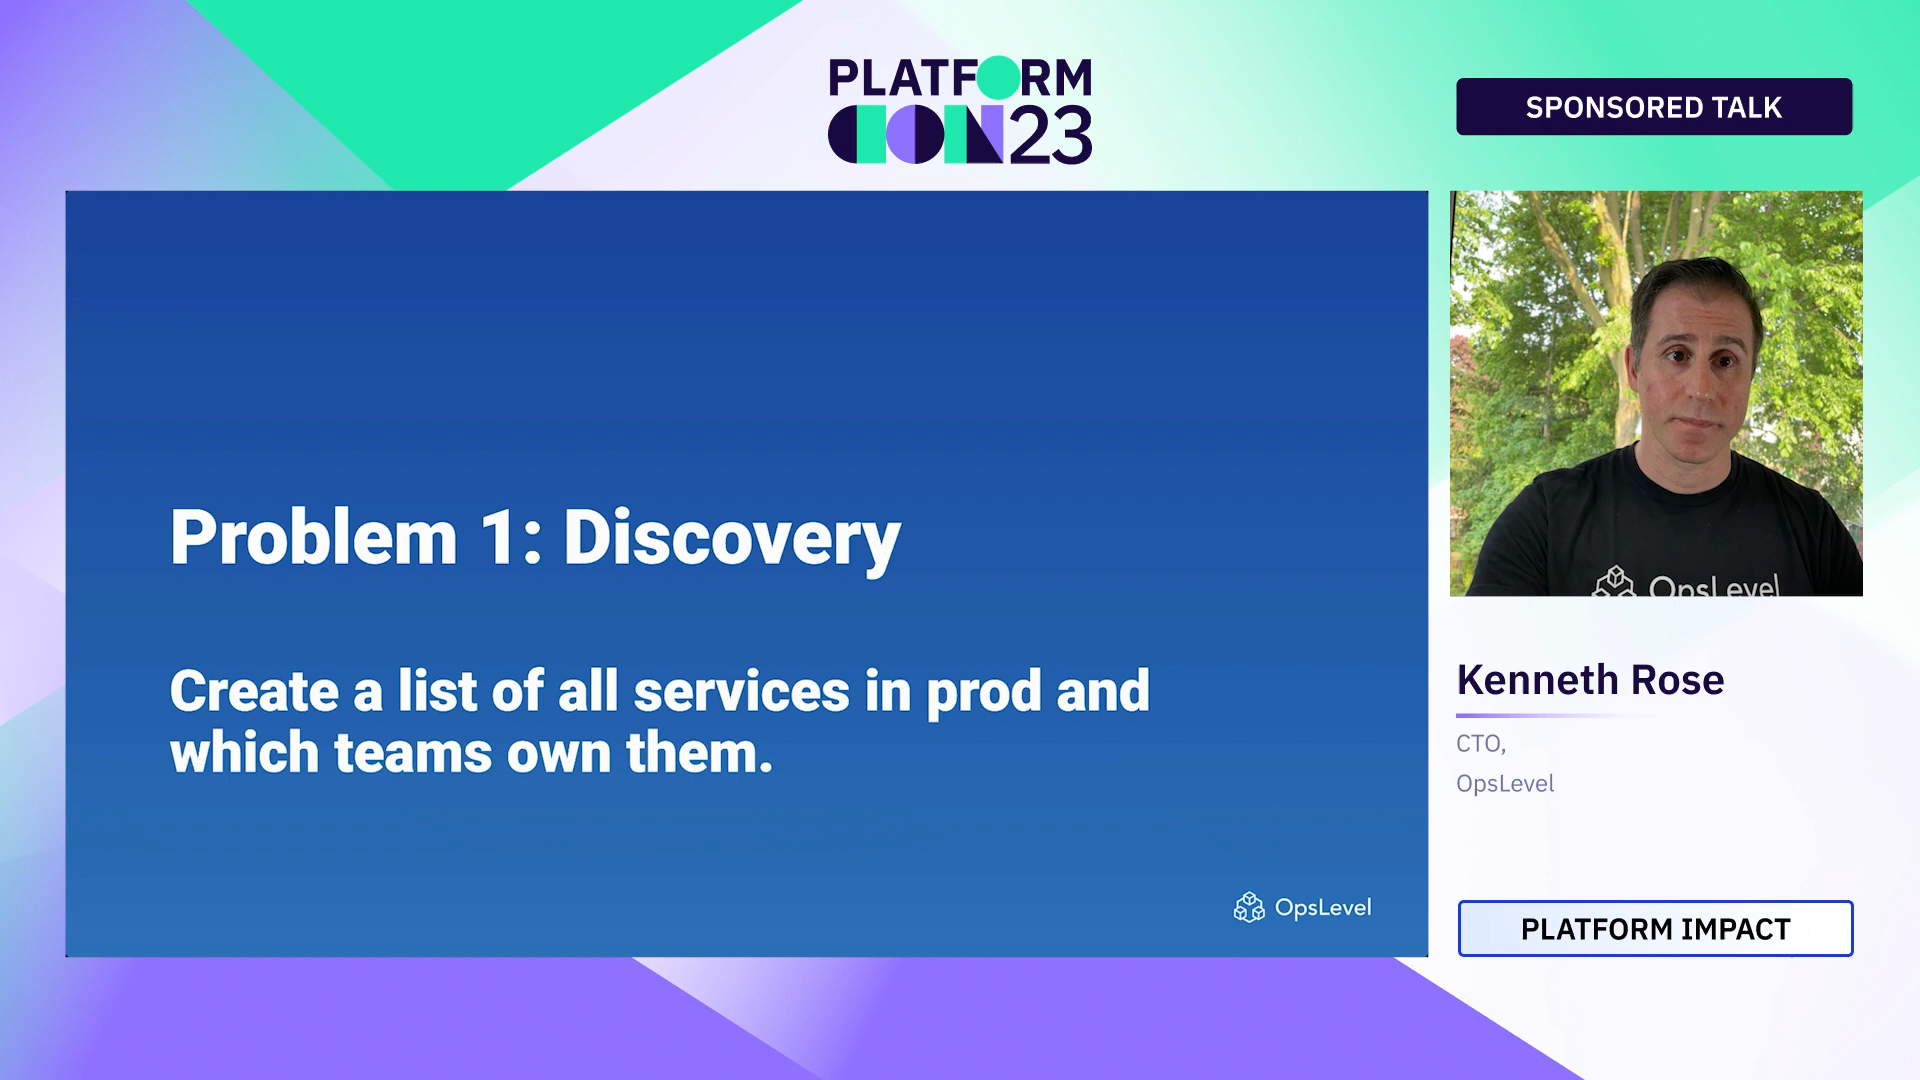 PLATFORM
CON23
SPONSORED TALK
Problem 1: Discovery
Create a list of all services in prod and
which teams own them.
OpsLevel
OpsLevel
Kenneth Rose
CTO,
OpsLevel
PLATFORM IMPACT